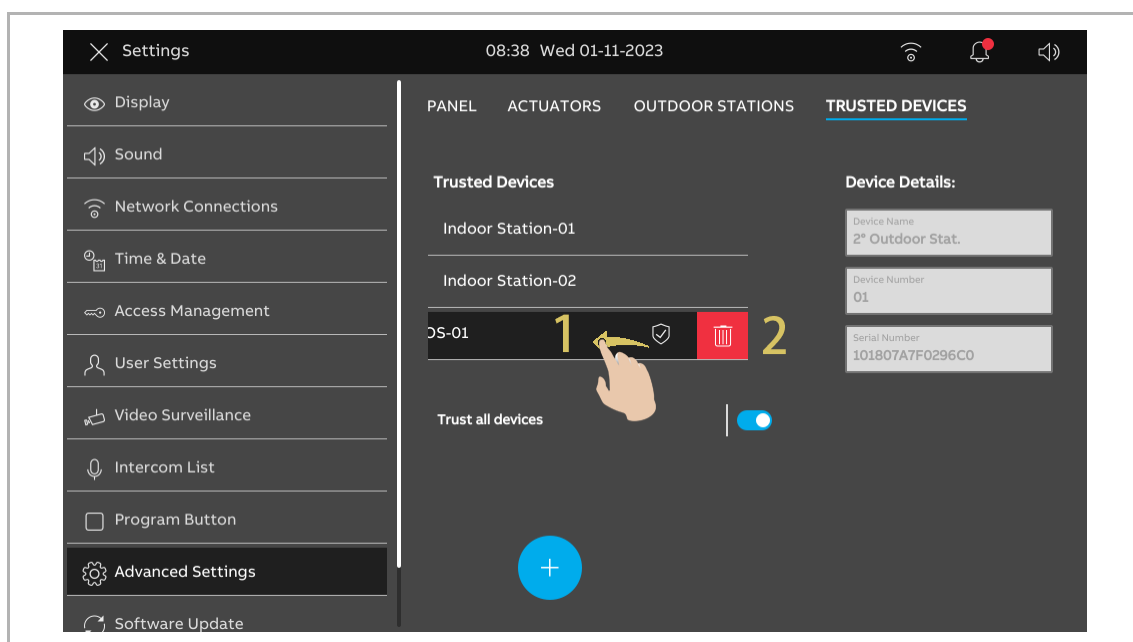 Settings
08:38 Wed 01-11-2023
Display
Sound
Network Connections
Time & Date
Access Management
User Settings
Video Surveillance
Intercom List
Program Button
Advanced Settings
Software Update
PANEL ACTUATORS OUTDOOR STATIONS TRUSTED DEVICES
Trusted Devices
Indoor Station-01
Indoor Station-02
OS-01
1
2
Trust all devices
+
Device Details:
Device Name
2° Outdoor Stat.
Device Number
01
Serial Number
101807A7F0296C0